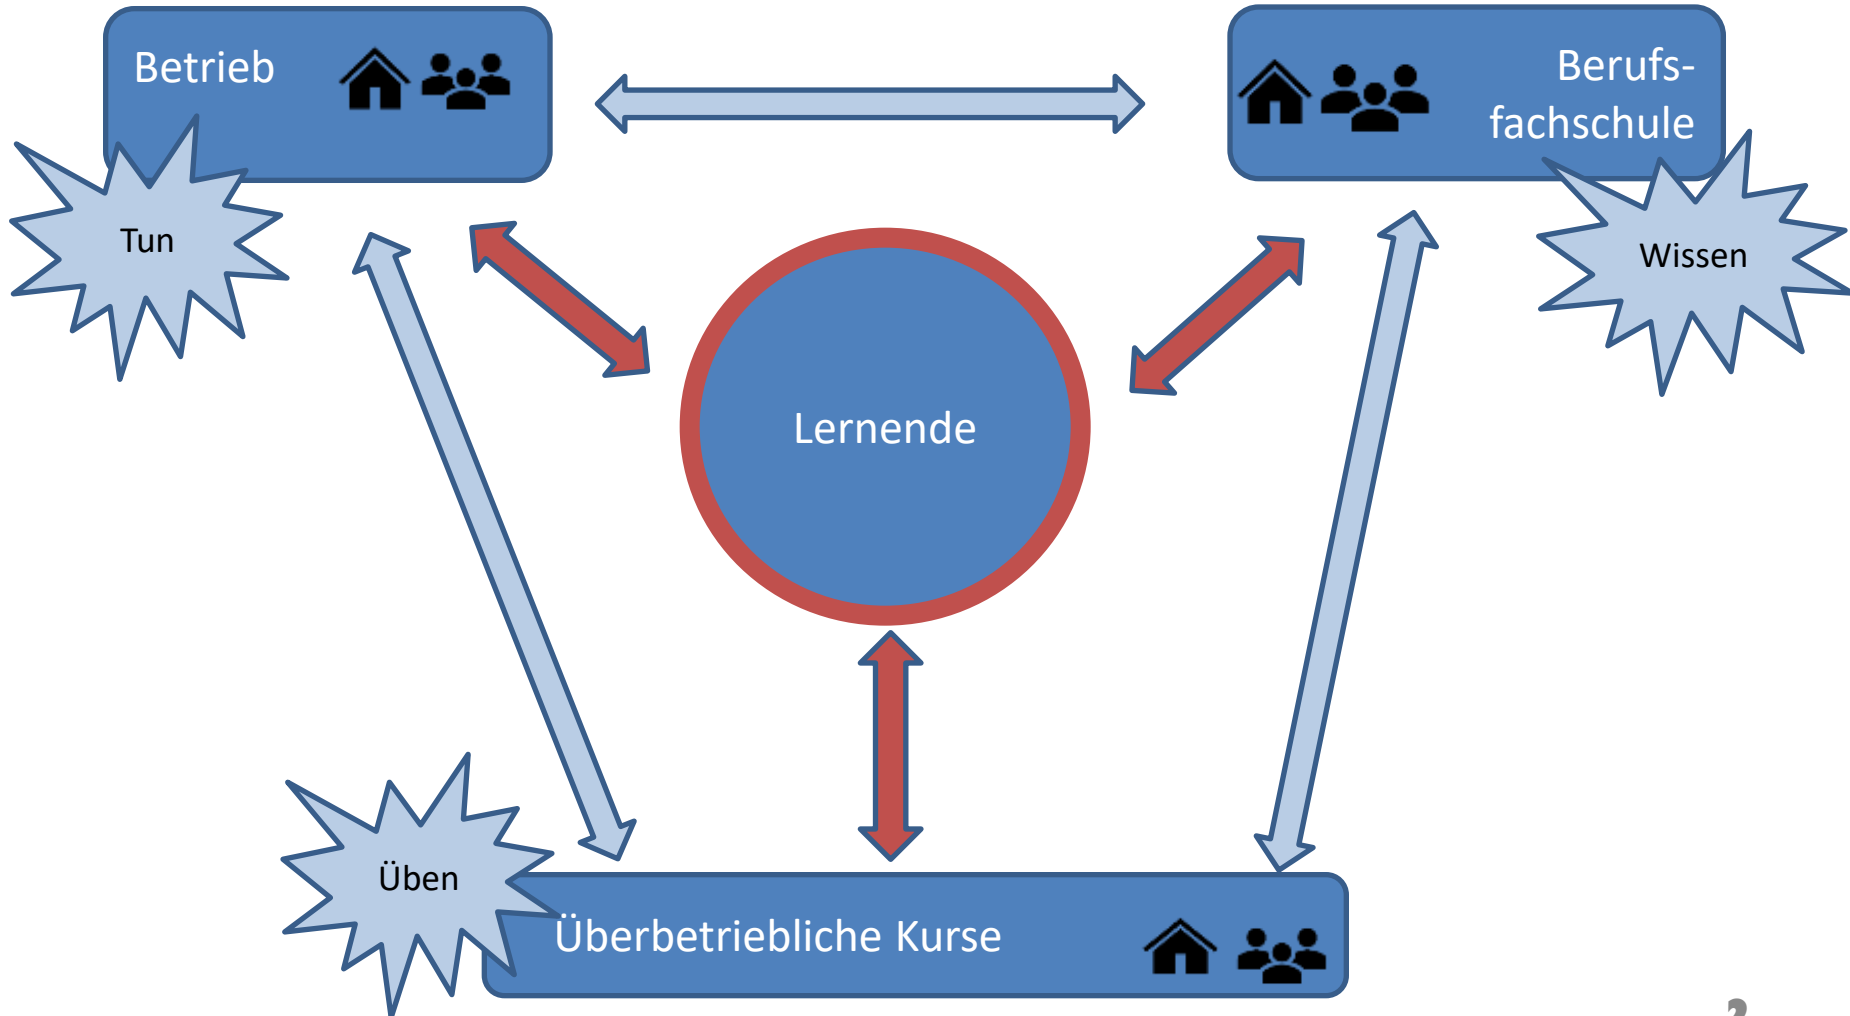 Betrieb
Berufs-
fachschule
Tun
Wissen
Lernende
Üben
Überbetriebliche Kurse